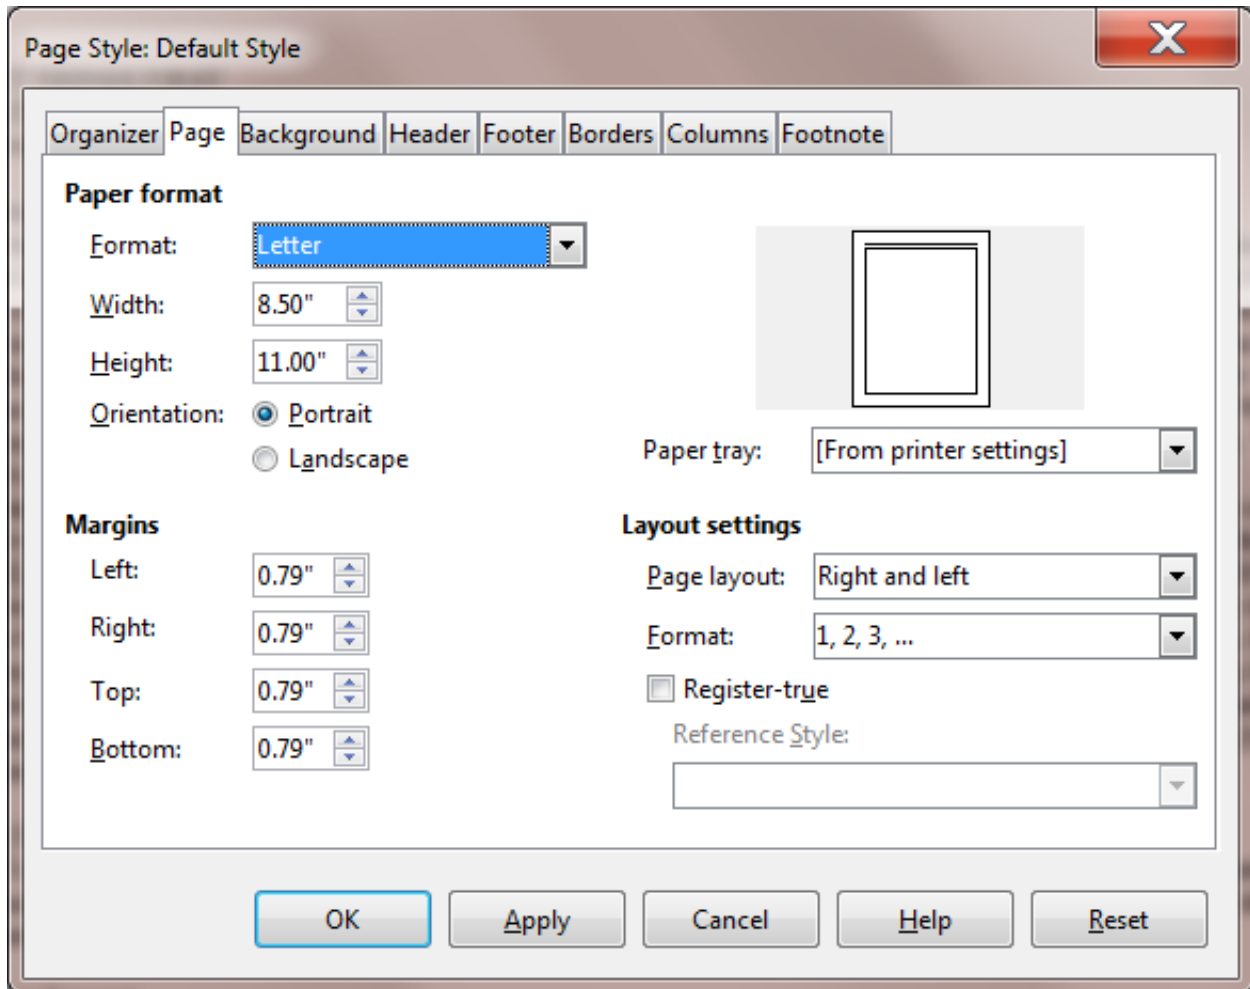 Page Style: Default Style
Organizer Page Background Header Footer Borders Columns Footnote
Paper format
Format: Letter
Width: 8.50"
Height: 11.00"
Orientation: Portrait
Landscape
Paper tray: [From printer settings]
Margins
Left: 0.79"
Right: 0.79"
Top: 0.79"
Bottom: 0.79"
Layout settings
Page layout: Right and left
Format: 1, 2, 3, ...
Register-true
Reference Style:
OK Apply Cancel Help Reset